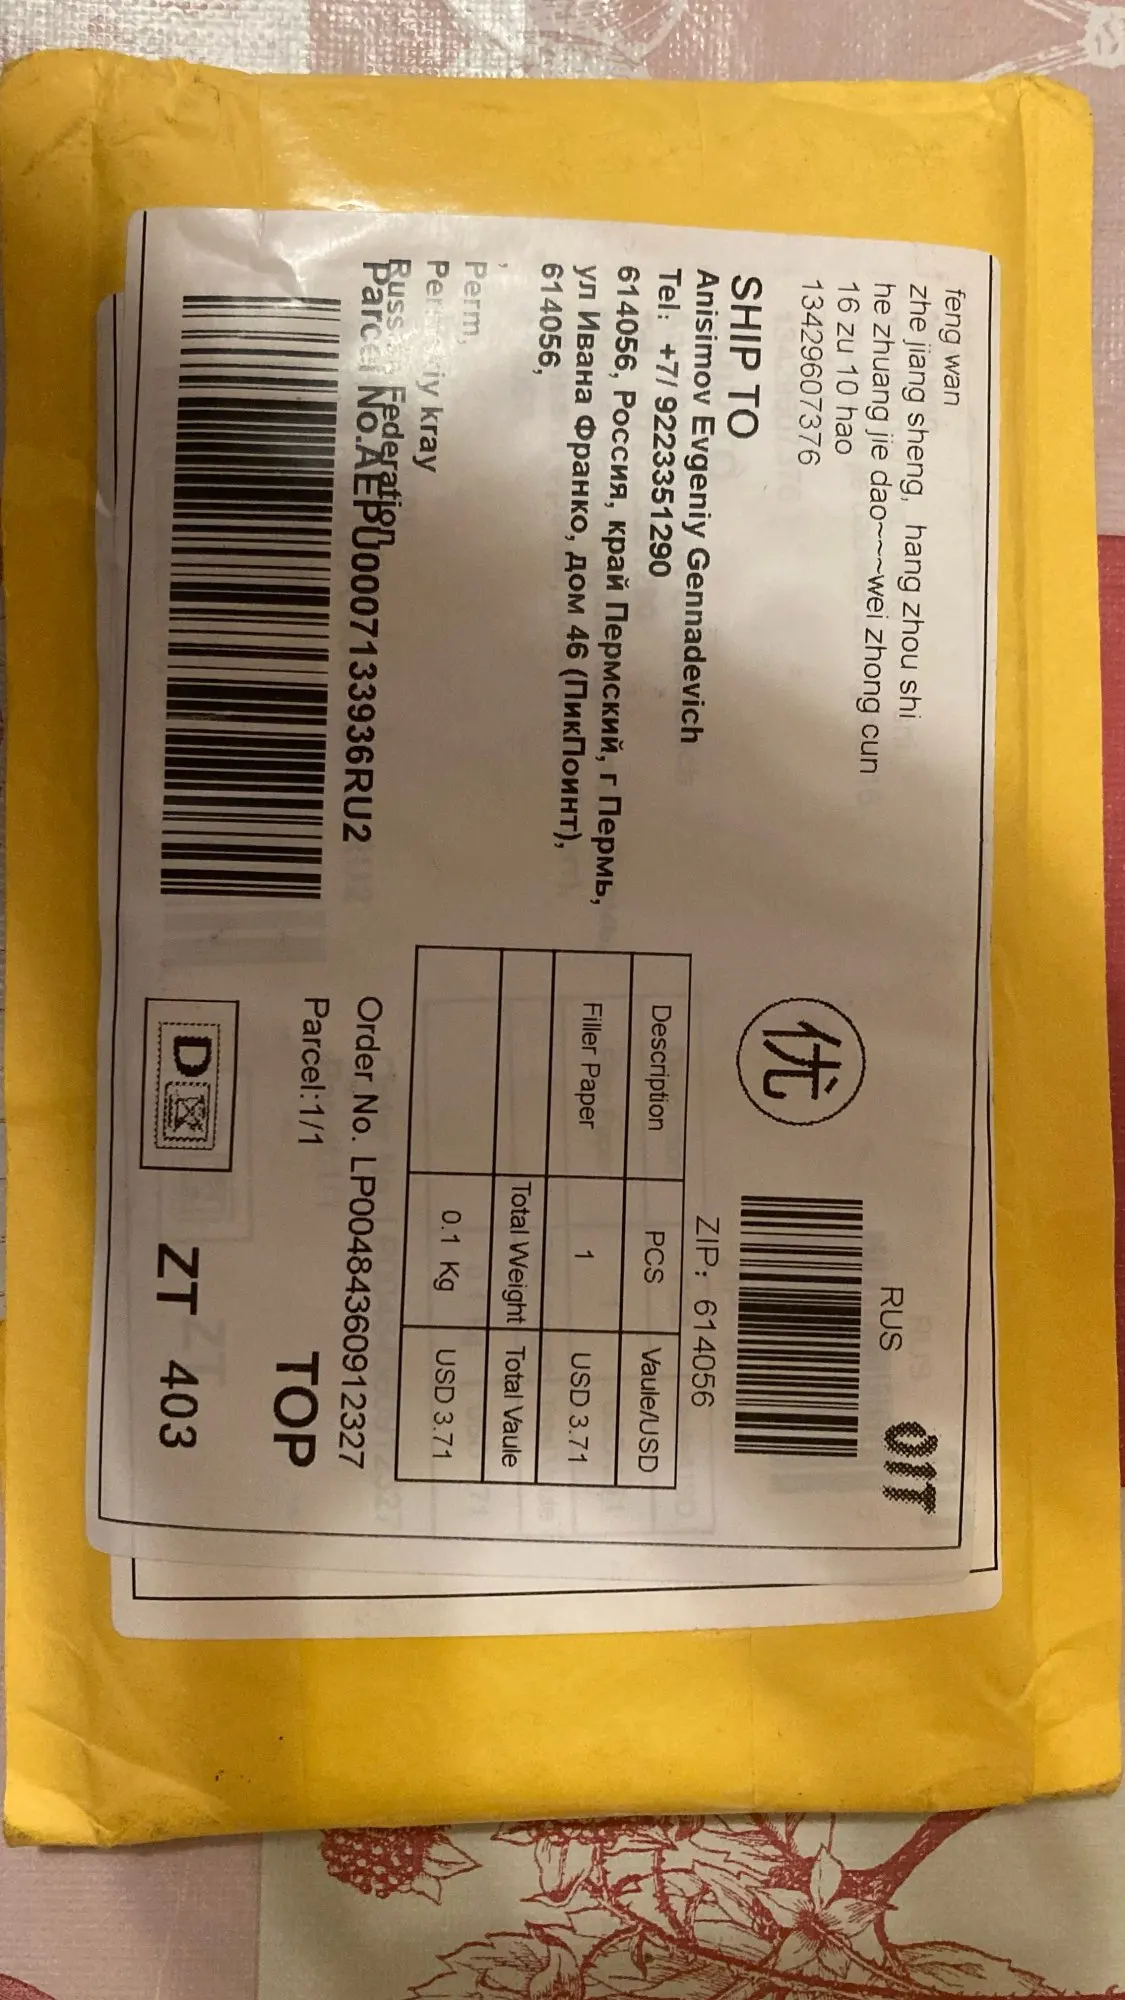 feng wan
zhe jiang sheng, hang zhou shi
he zhuang jie dao~~~wei zhong cun
16 zu 10 hao
13429607376
RUS
OTT
优
ZIP: 614056
SHIP TO
Anisimov Evgeniy Gennadevich
Tel: +7/ 9223351290
614056, Россия, край Пермский, г Пермь,
ул Ивана Франко, дом 46 (ПикПоинт),
614056,
,
Perm,
kray
Federation
Parcel No.AEP00007133936RU2
Description PCS Vaule/USD
Filler Paper 1 USD 3.71
Total Weight Total Vaule
0.1 Kg USD 3.71
Order No. LP00484360912327
Parcel:1/1
TOP
D
ZT 403